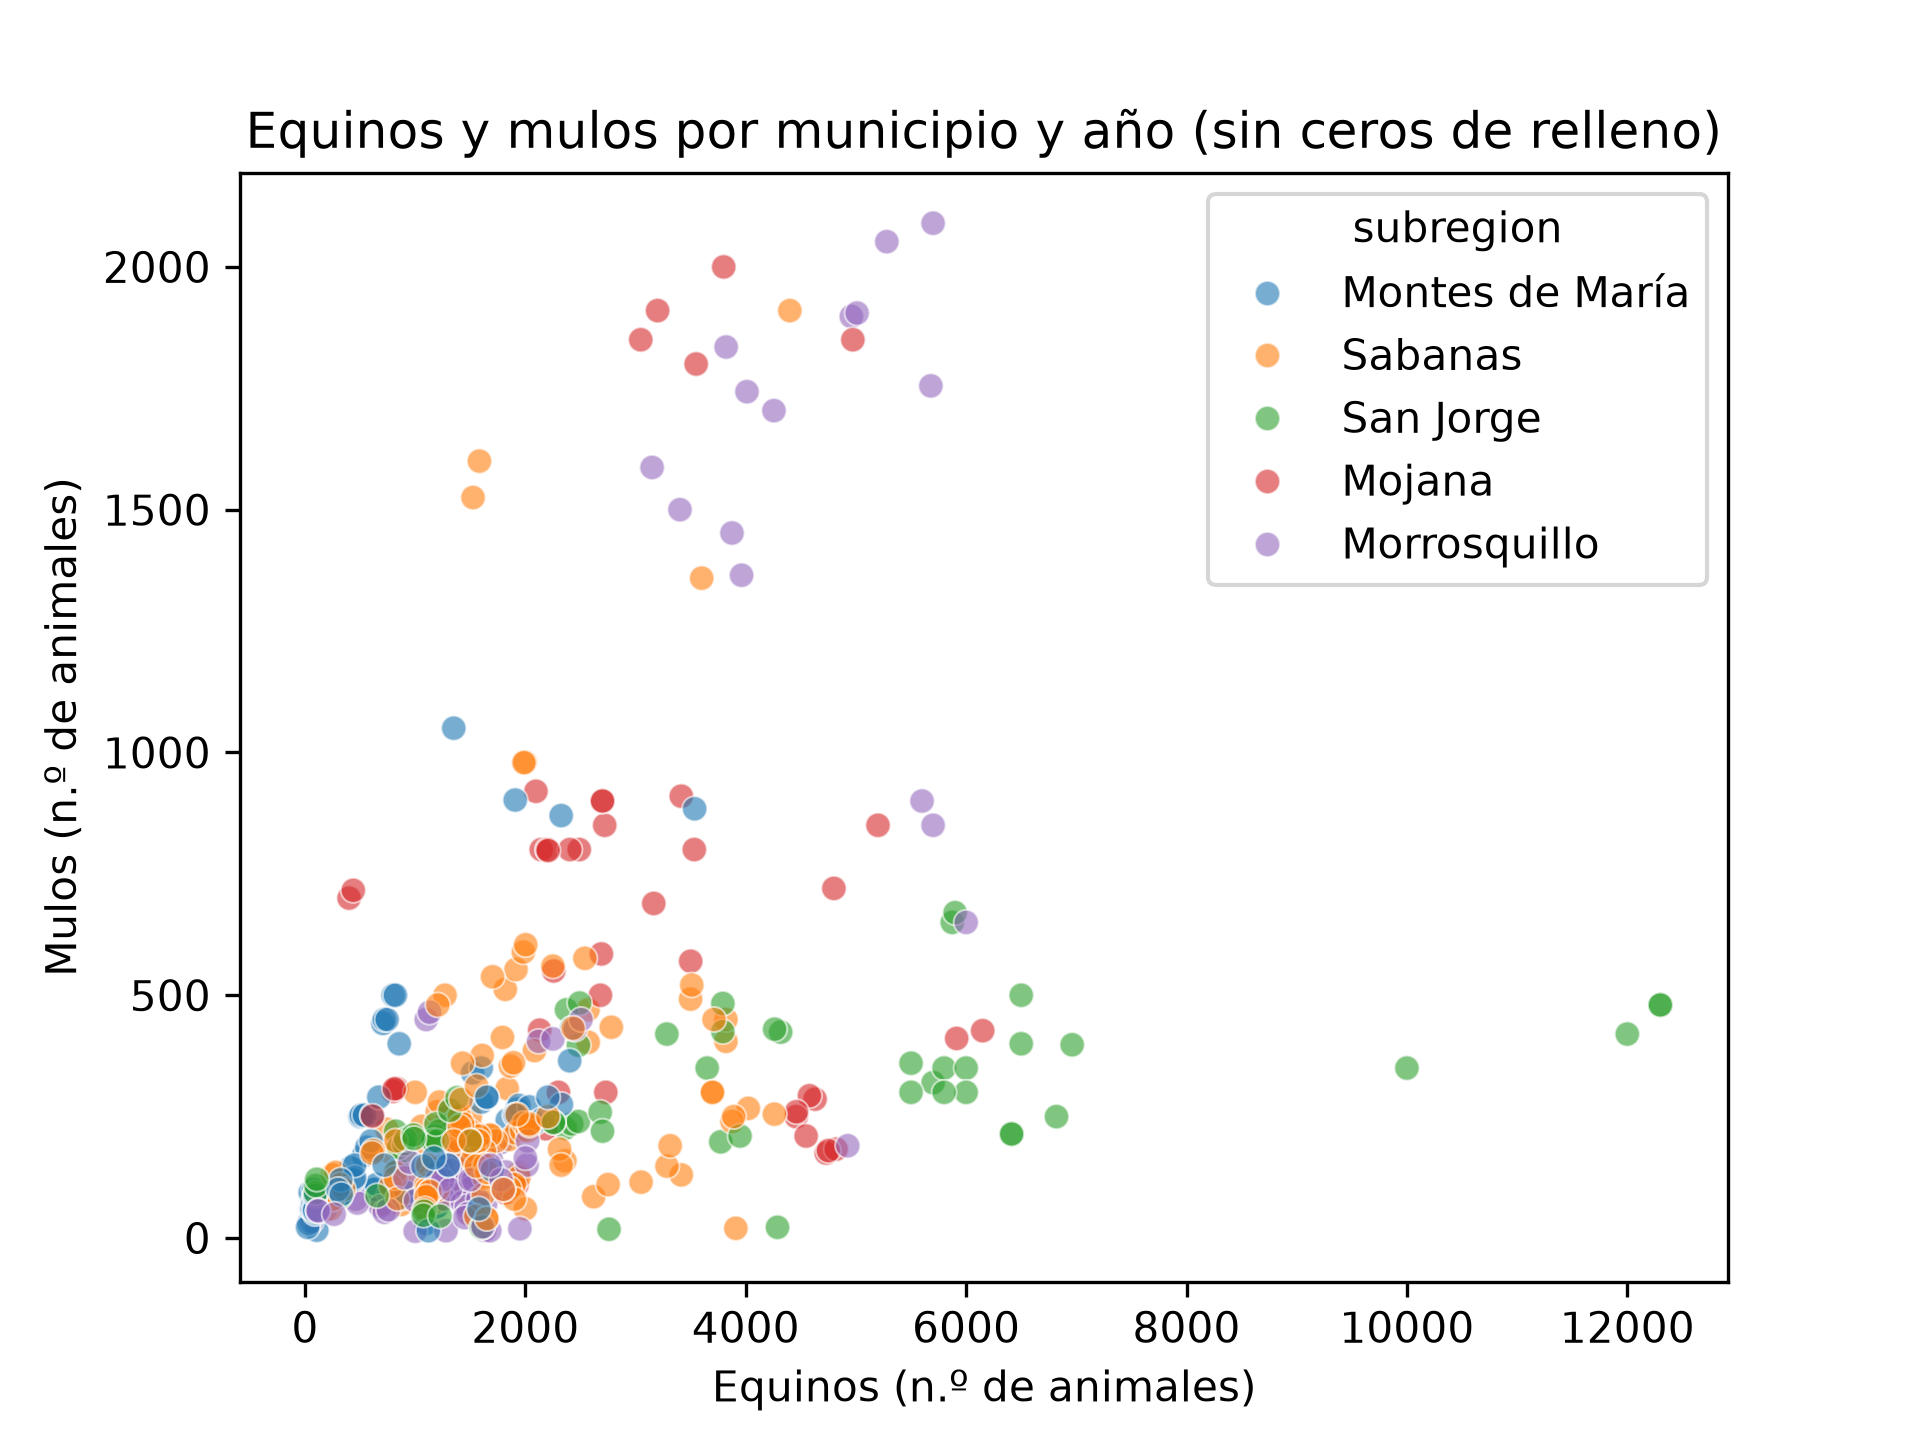 Equinos y mulos por municipio y año (sin ceros de relleno)
subregion
Montes de María
Sabanas
San Jorge
Mojana
Morrosquillo
Mulos (n.º de animales)
2000
1500
1000
500
0
0 2000 4000 6000 8000 10000 12000
Equinos (n.º de animales)